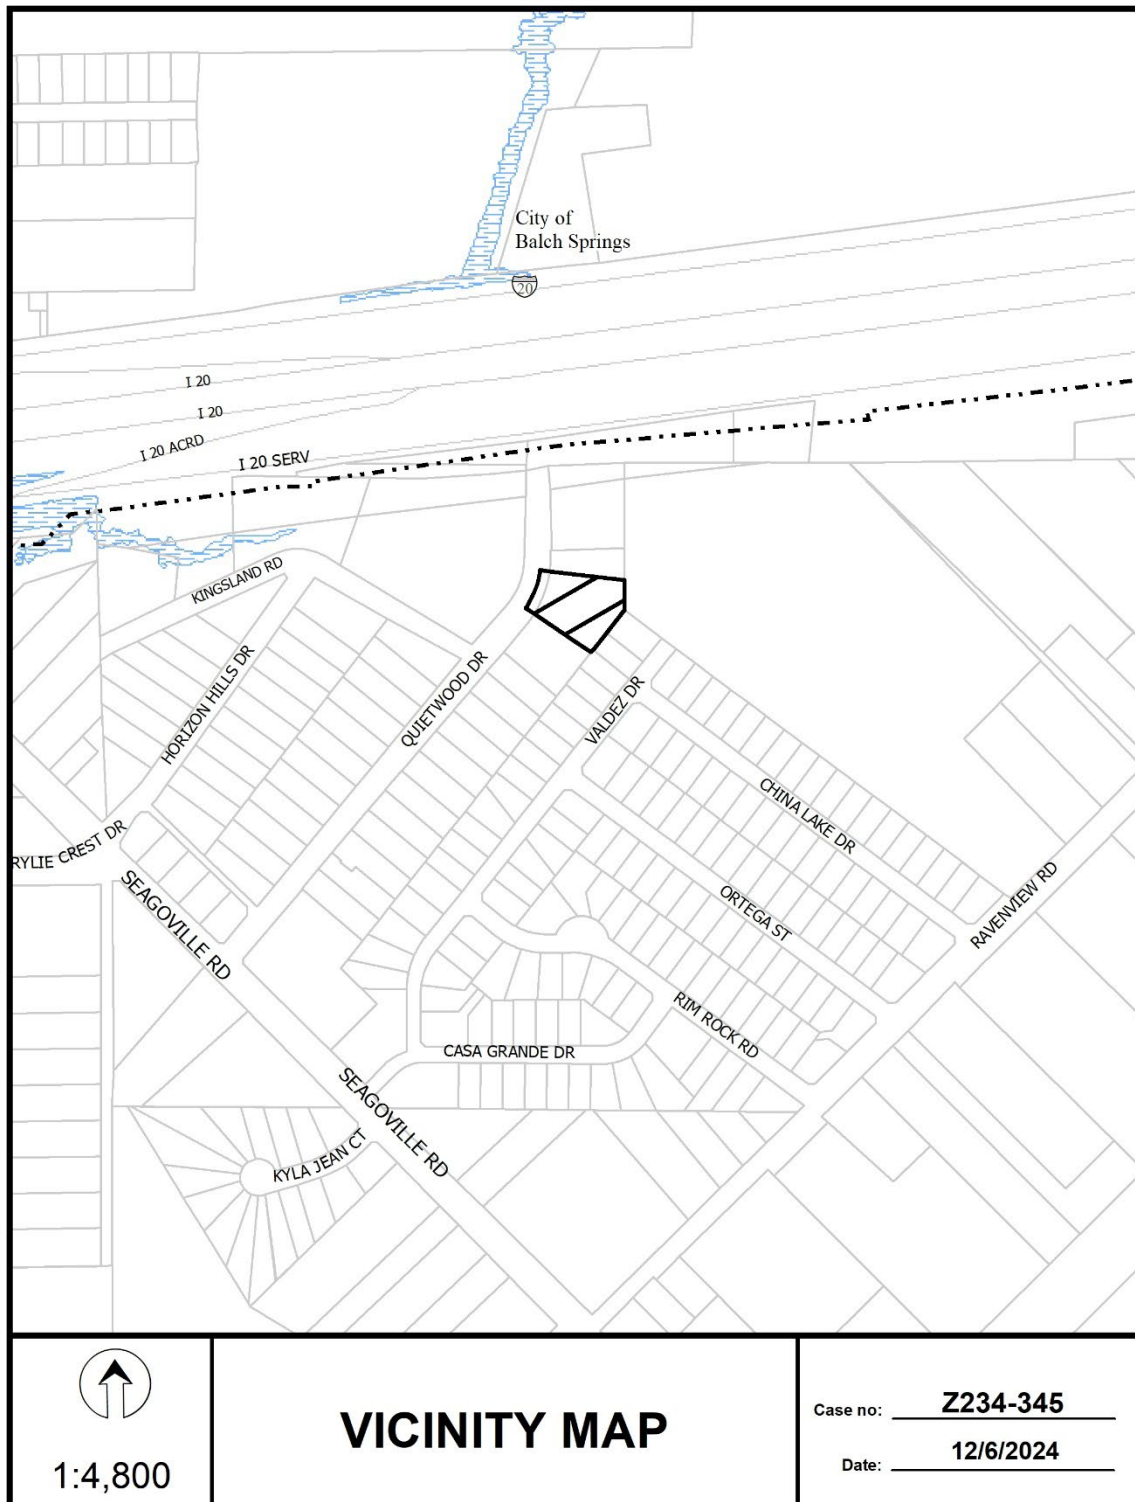 City of
Balch Springs
20
I 20
I 20
I 20 ACRD
I 20 SERV
KINGSLAND RD
HORIZON HILLS DR
QUIETWOOD DR
VALDEZ DR
CHINA LAKE DR
RYLIE CREST DR
SEAGOVILLE RD
ORTEGA ST
RAVENVIEW RD
RIM ROCK RD
CASA GRANDE DR
SEAGOVILLE RD
KYLA JEAN CT
1:4,800
VICINITY MAP
Case no: Z234-345
Date: 12/6/2024